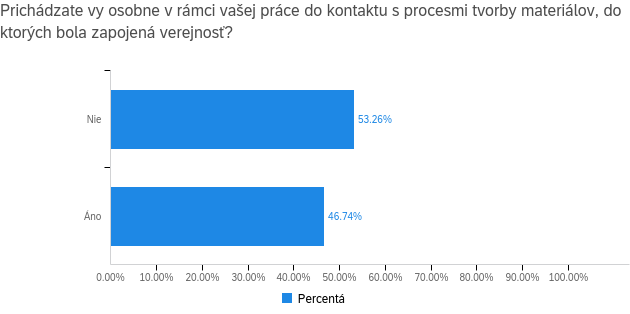 Prichádzate vy osobne v rámci vašej práce do kontaktu s procesmi tvorby materiálov, do
ktorých bola zapojená verejnosť?
Nie
53.26%
Áno
46.74%
0.00% 10.00% 20.00% 30.00% 40.00% 50.00% 60.00% 70.00% 80.00% 90.00% 100.00%
Percentá